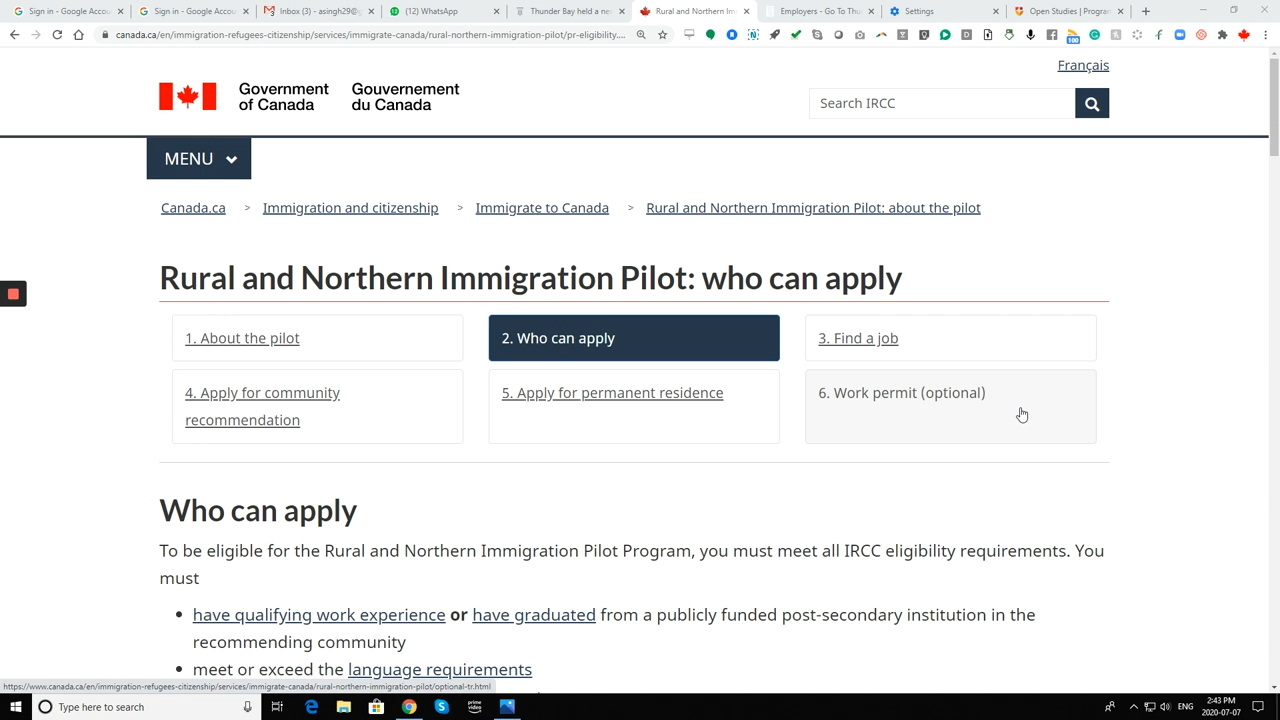 Sign in - Google Accou
Sign in - Google Accou
Inbox (3) - asingh29@g
(12) WhatsApp
Thunder Bay held a ne
Rural and Northern Im
Employers - Go To Thu
Settings
Open Studies | Program
canada.ca/en/immigration-refugees-citizenship/services/immigrate-canada/rural-northern-immigration-pilot/pr-eligibility....
Français
Government of Canada
Gouvernement du Canada
Search IRCC
MENU
Canada.ca > Immigration and citizenship > Immigrate to Canada > Rural and Northern Immigration Pilot: about the pilot
Rural and Northern Immigration Pilot: who can apply
1. About the pilot
2. Who can apply
3. Find a job
4. Apply for community recommendation
5. Apply for permanent residence
6. Work permit (optional)
Who can apply
To be eligible for the Rural and Northern Immigration Pilot Program, you must meet all IRCC eligibility requirements. You
must
• have qualifying work experience or have graduated from a publicly funded post-secondary institution in the
recommending community
• meet or exceed the language requirements
https://www.canada.ca/en/immigration-refugees-citizenship/services/immigrate-canada/rural-northern-immigration-pilot/optional-tr.html
Type here to search
ENG
2:43 PM
2020-07-07